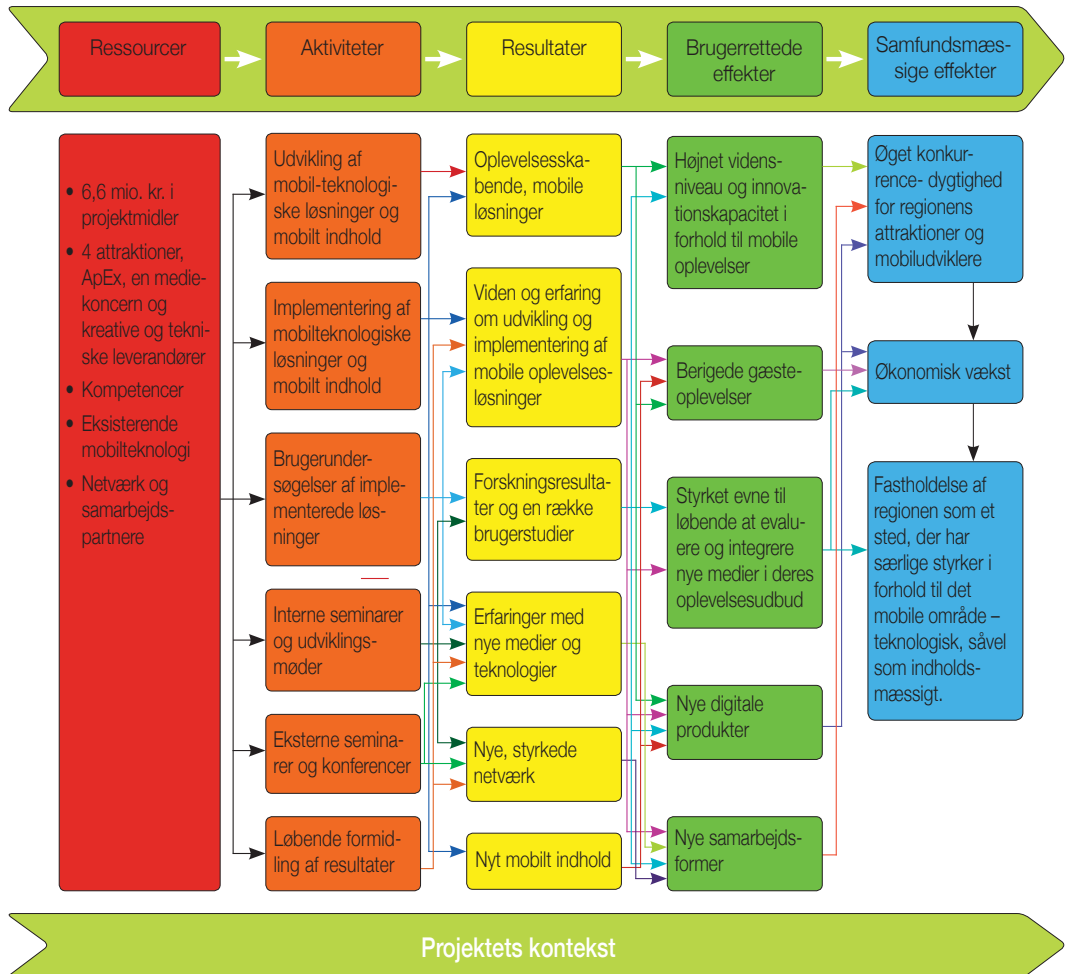 Ressourcer
Aktiviteter
Resultater
Brugerrettede
effekter
Samfundsmæs-
sige effekter
• 6,6 mio. kr. i
projektmidler
• 4 attraktioner,
ApEx, en medie-
koncern og
kreative og tekni-
ske leverandører
• Kompetencer
• Eksisterende
mobilteknologi
• Netværk og
samarbejds-
partnere
Udvikling af
mobil-teknologi-
ske løsninger og
mobilt indhold
Implementering af
mobilteknologiske
løsninger og
mobilt indhold
Brugerunder-
søgelser af imple-
menterede løs-
ninger
Interne seminarer
og udviklings-
møder
Eksterne semina-
rer og konferencer
Løbende formid-
ling af resultater
Oplevelsesska-
bende, mobile
løsninger
Viden og erfaring
om udvikling og
implementering af
mobile oplevelses-
løsninger
Forskningsresulta-
ter og en række
brugerstudier
Erfaringer med
nye medier og
teknologier
Nye, styrkede
netværk
Nyt mobilt indhold
Højnet videns-
niveau og innova-
tionskapacitet i
forhold til mobile
oplevelser
Berigede gæste-
oplevelser
Styrket evne til
løbende at evalu-
ere og integrere
nye medier i deres
oplevelsesudbud
Nye digitale
produkter
Nye samarbejds-
former
Øget konkur-
rence- dygtighed
for regionens
attraktioner og
mobiludviklere
Økonomisk vækst
Fastholdelse af
regionen som et
sted, der har
særlige styrker i
forhold til det
mobile område –
teknologisk, såvel
som indholds-
mæssigt.
Projektets kontekst